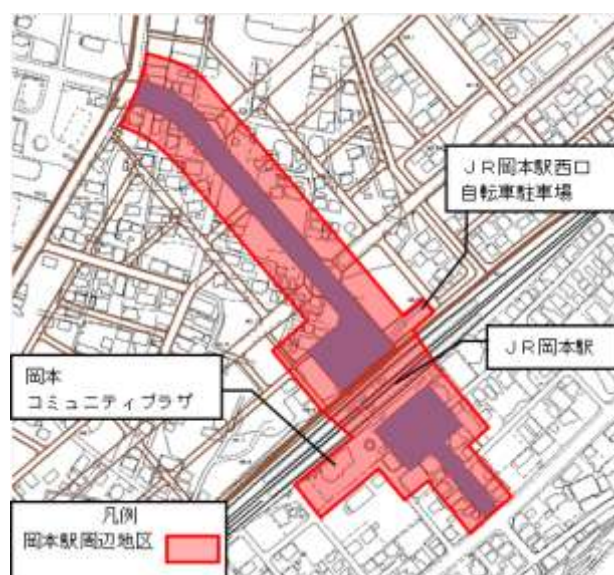 ＪＲ岡本駅西口
自転車駐車場
ＪＲ岡本駅
岡本
コミュニティプラザ
凡例
岡本駅周辺地区